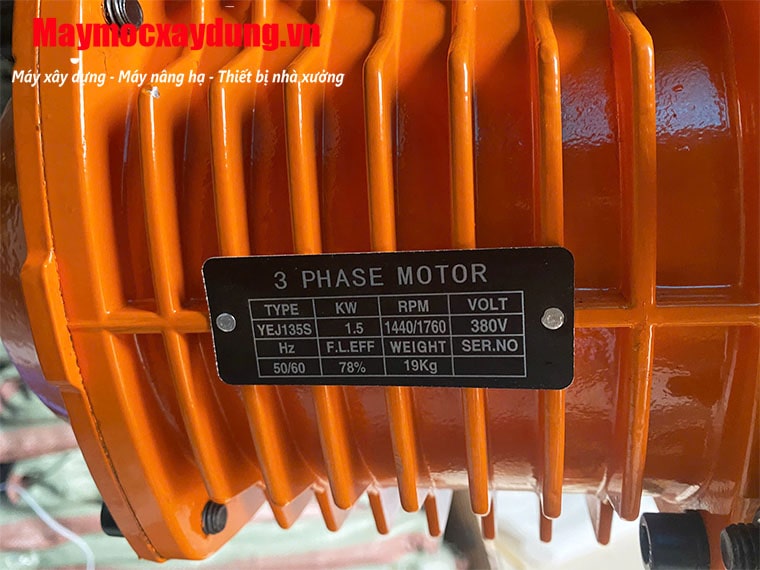 Maymocxaydung.vn
Máy xây dựng - Máy nâng hạ - Thiết bị nhà xưởng
3 PHASE MOTOR
TYPE KW RPM VOLT
YEJ135S 1.5 1440/1760 380V
Hz F.L.EFF WEIGHT SER.NO
50/60 78% 19Kg